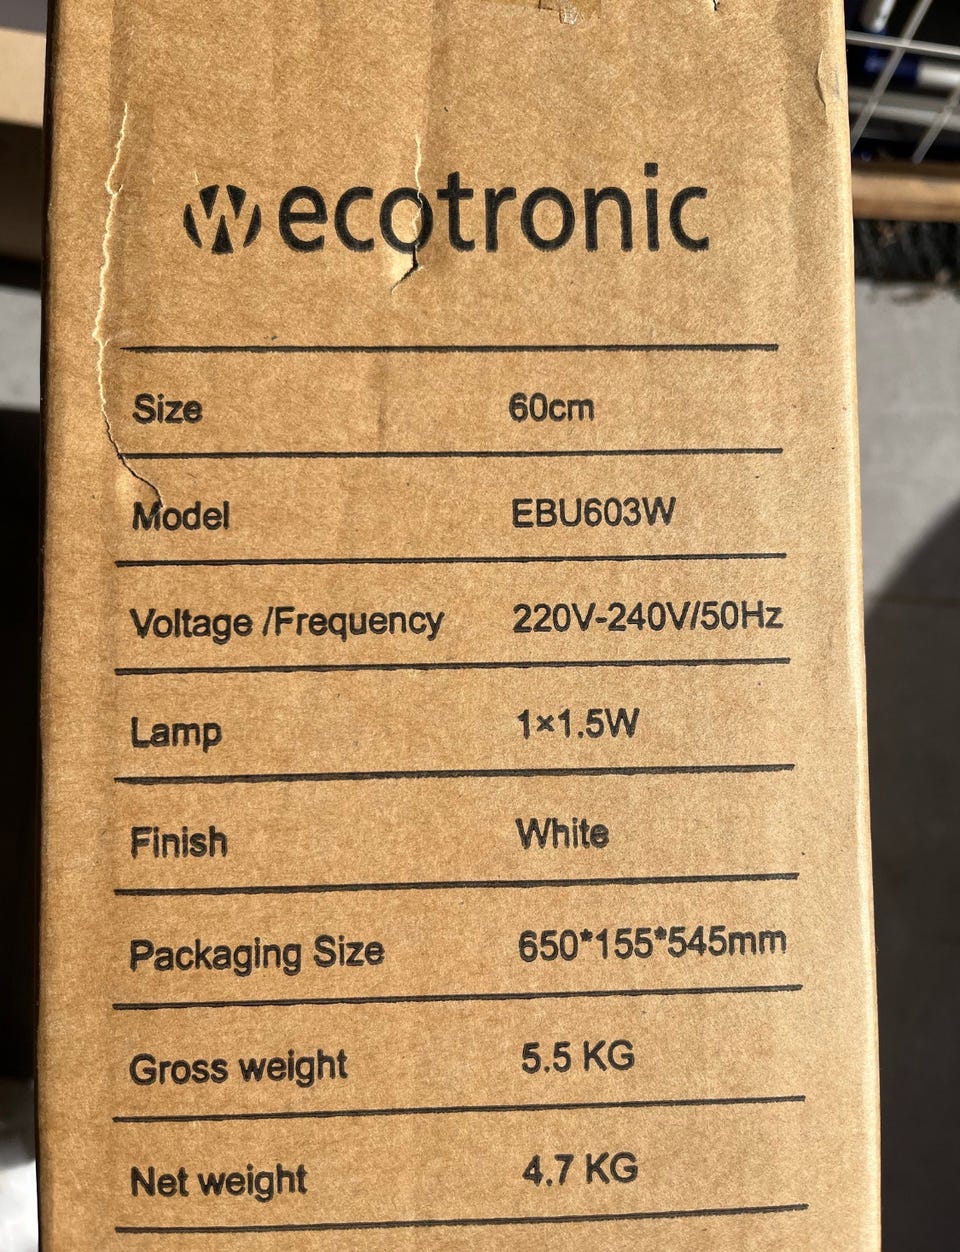 ecotronic
Size 60cm
Model EBU603W
Voltage /Frequency 220V-240V/50Hz
Lamp 1×1.5W
Finish White
Packaging Size 650*155*545mm
Gross weight 5.5 KG
Net weight 4.7 KG